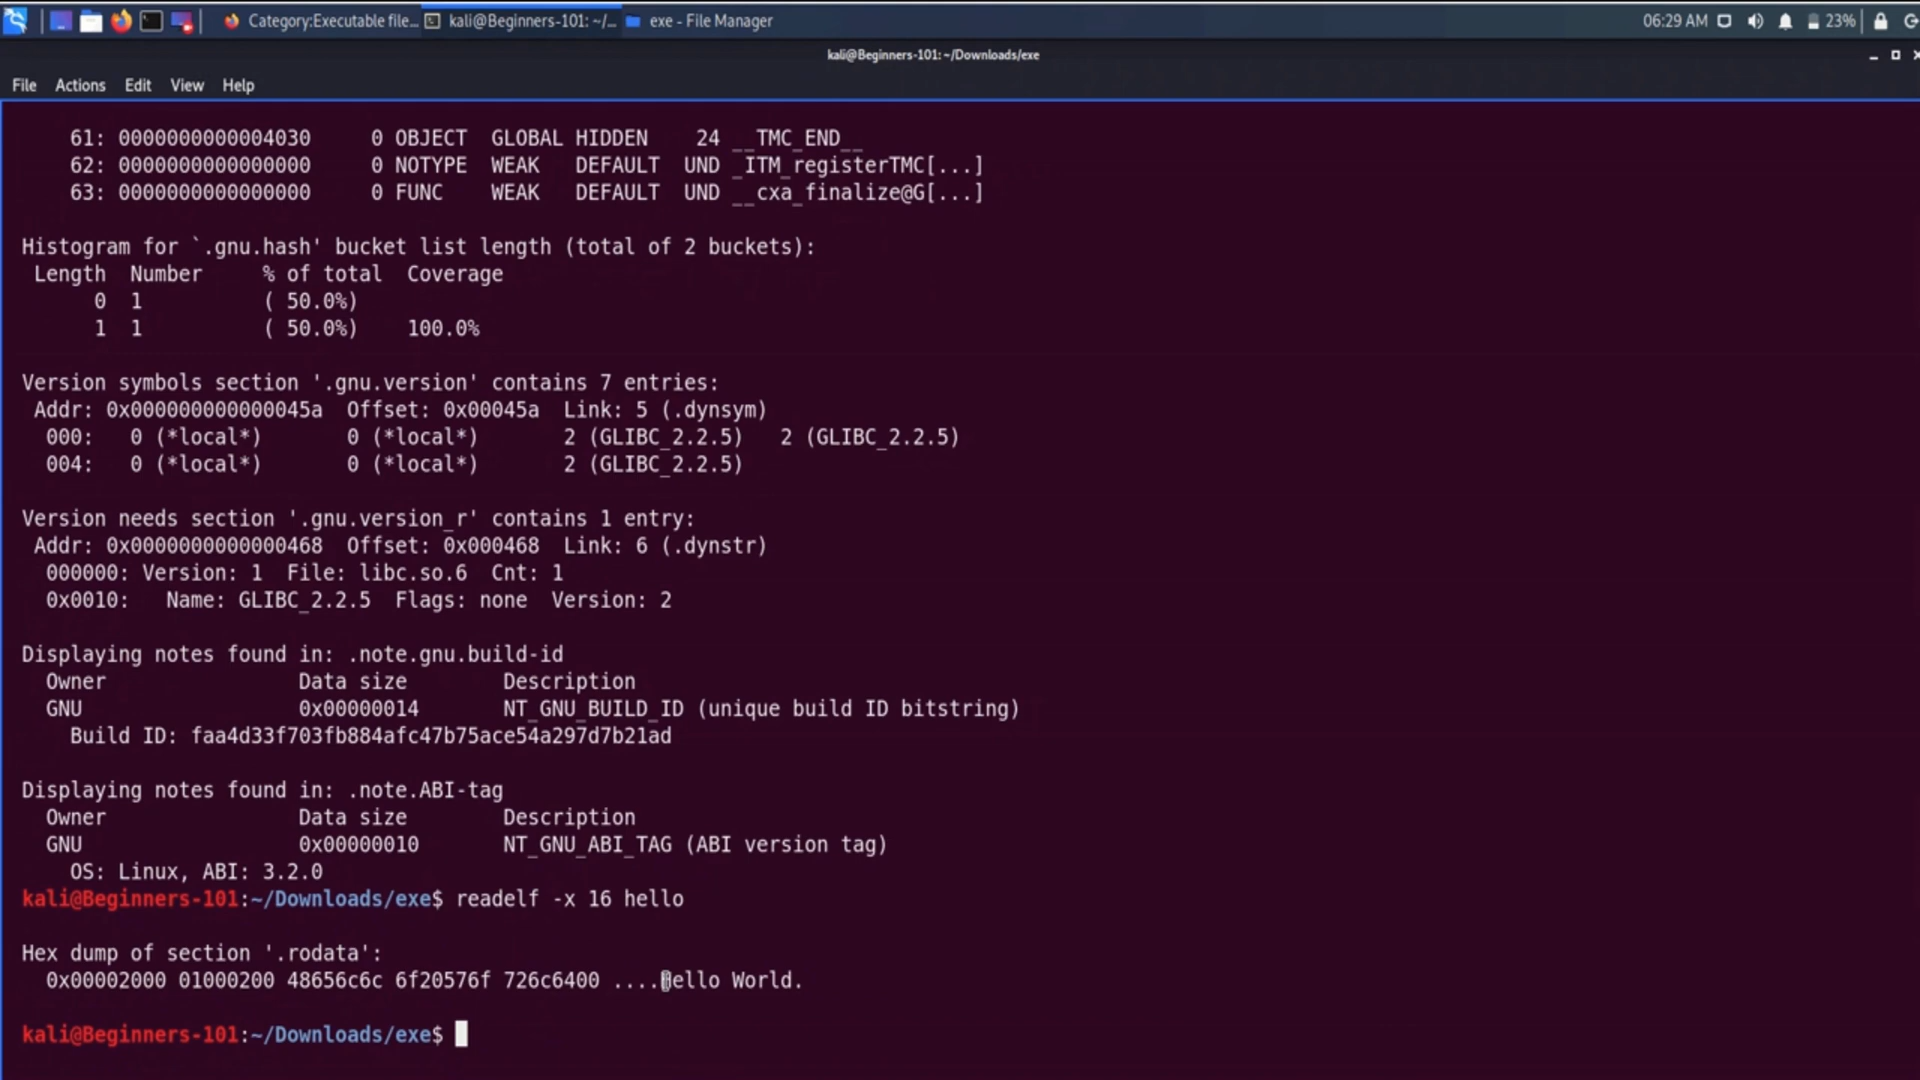 Category:Executable file... kali@Beginners-101: ~/... exe - File Manager 06:29 AM 23%
kali@Beginners-101: ~/Downloads/exe
File Actions Edit View Help
61: 0000000000004030 0 OBJECT GLOBAL HIDDEN 24 __TMC_END__
62: 0000000000000000 0 NOTYPE WEAK DEFAULT UND _ITM_registerTMC[...]
63: 0000000000000000 0 FUNC WEAK DEFAULT UND __cxa_finalize@G[...]
Histogram for `.gnu.hash' bucket list length (total of 2 buckets):
Length Number % of total Coverage
0 1 ( 50.0%)
1 1 ( 50.0%) 100.0%
Version symbols section '.gnu.version' contains 7 entries:
Addr: 0x000000000000045a Offset: 0x00045a Link: 5 (.dynsym)
000: 0 (*local*) 0 (*local*) 2 (GLIBC_2.2.5) 2 (GLIBC_2.2.5)
004: 0 (*local*) 0 (*local*) 2 (GLIBC_2.2.5)
Version needs section '.gnu.version_r' contains 1 entry:
Addr: 0x0000000000000468 Offset: 0x000468 Link: 6 (.dynstr)
000000: Version: 1 File: libc.so.6 Cnt: 1
0x0010: Name: GLIBC_2.2.5 Flags: none Version: 2
Displaying notes found in: .note.gnu.build-id
Owner Data size Description
GNU 0x00000014 NT_GNU_BUILD_ID (unique build ID bitstring)
Build ID: faa4d33f703fb884afc47b75ace54a297d7b21ad
Displaying notes found in: .note.ABI-tag
Owner Data size Description
GNU 0x00000010 NT_GNU_ABI_TAG (ABI version tag)
OS: Linux, ABI: 3.2.0
kali@Beginners-101:~/Downloads/exe$ readelf -x 16 hello
Hex dump of section '.rodata':
0x00002000 01000200 48656c6c 6f20576f 726c6400 ....Hello World.
kali@Beginners-101:~/Downloads/exe$